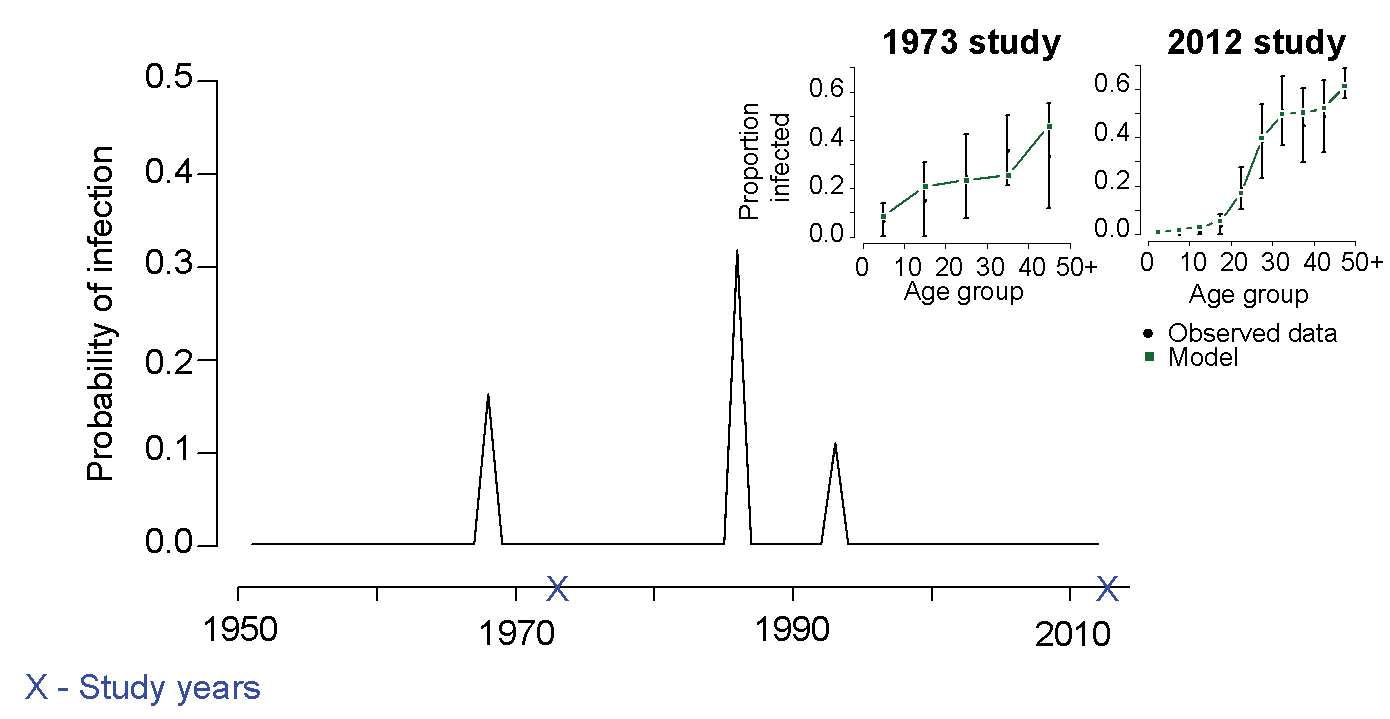 1973 study
2012 study
0.6
0.4
0.2
0.0
Proportion
infected
0 10 20 30 40 50+
Age group
0.6
0.4
0.2
0.0
0 10 20 30 40 50+
Age group
Observed data
Model
0.5
0.4
0.3
0.2
0.1
0.0
Probability of infection
X X
1950 1970 1990 2010
X - Study years